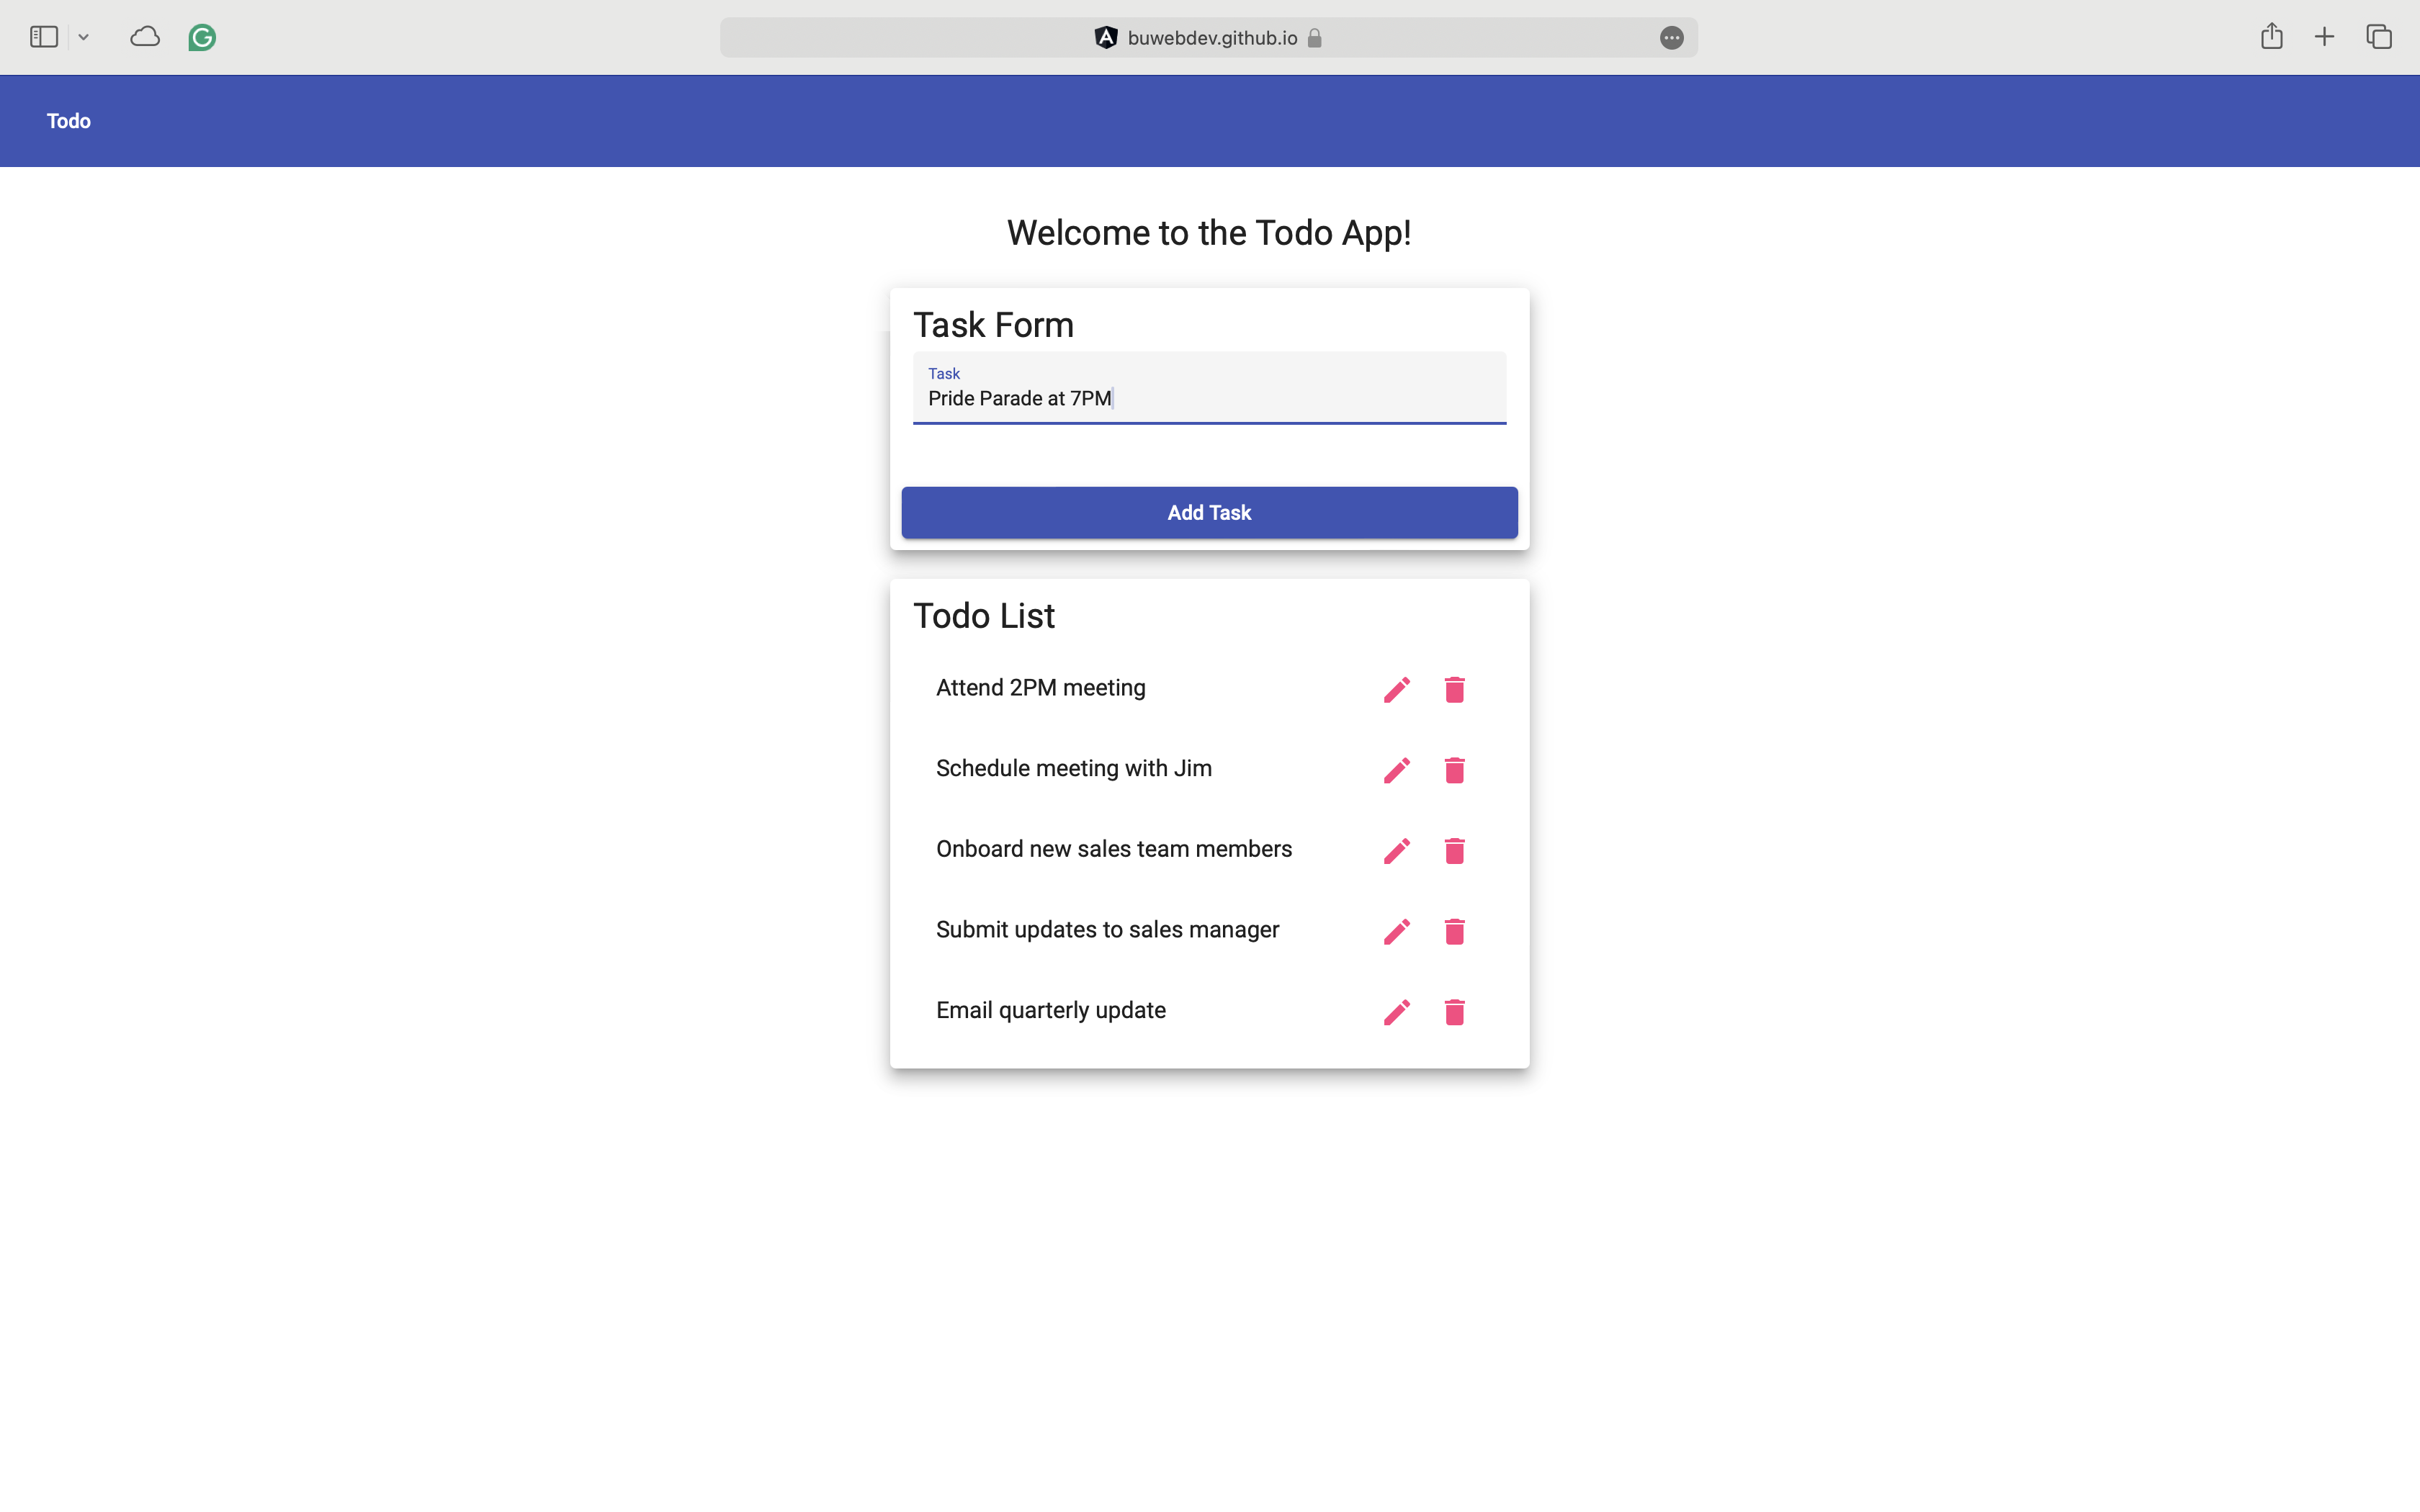 buwebdev.github.io
Todo
Welcome to the Todo App!
Task Form
Task
Pride Parade at 7PM
Add Task
Todo List
Attend 2PM meeting
Schedule meeting with Jim
Onboard new sales team members
Submit updates to sales manager
Email quarterly update